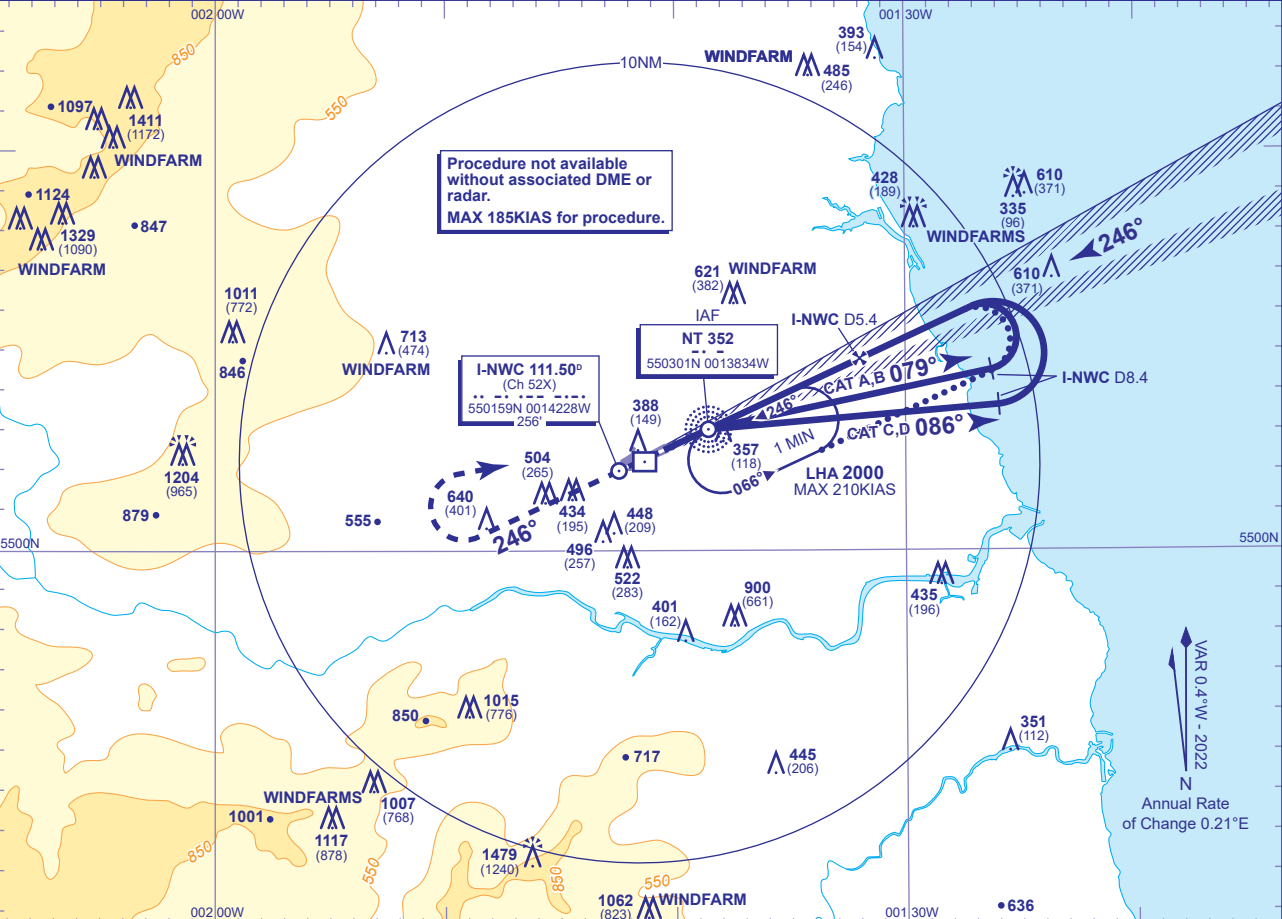 002 00W
001 30W
393
(154)
WINDFARM
485
(246)
850
550
10NM
1097
1411
(1172)
WINDFARM
Procedure not available
without associated DME or
radar.
MAX 185KIAS for procedure.
1124
847
1329
(1090)
WINDFARM
428
(189)
610
(371)
335
(96)
WINDFARMS
246°
610
(371)
621
(382)
WINDFARM
1011
(772)
846
713
(474)
WINDFARM
IAF
NT 352
550301N 0013834W
I-NWC D5.4
I-NWC 111.50D
(Ch 52X)
550159N 0014228W
256'
CAT A,B 079°
I-NWC D8.4
246°
388
(149)
CAT C,D 086°
357
(118)
1 MIN
066°
LHA 2000
MAX 210KIAS
1204
(965)
879
504
(265)
640
(401)
434
(195)
246°
555
448
(209)
496
(257)
522
(283)
5500N
5500N
401
(162)
900
(661)
435
(196)
1015
(776)
850
717
445
(206)
351
(112)
VAR 0.4°W - 2022
N
Annual Rate
of Change 0.21°E
WINDFARMS
1007
(768)
1001
1117
(878)
850
550
1479
(1240)
850
550
1062
(823)
WINDFARM
636
002 00W
001 30W